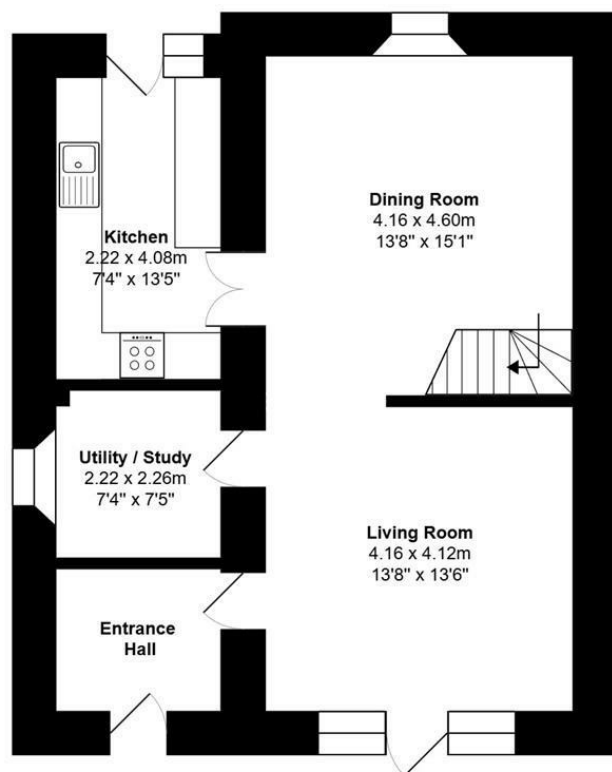 Dining Room
4.16 x 4.60m
13'8" x 15'1"
Kitchen
2.22 x 4.08m
7'4" x 13'5"
Utility / Study
2.22 x 2.26m
7'4" x 7'5"
Living Room
4.16 x 4.12m
13'8" x 13'6"
Entrance
Hall